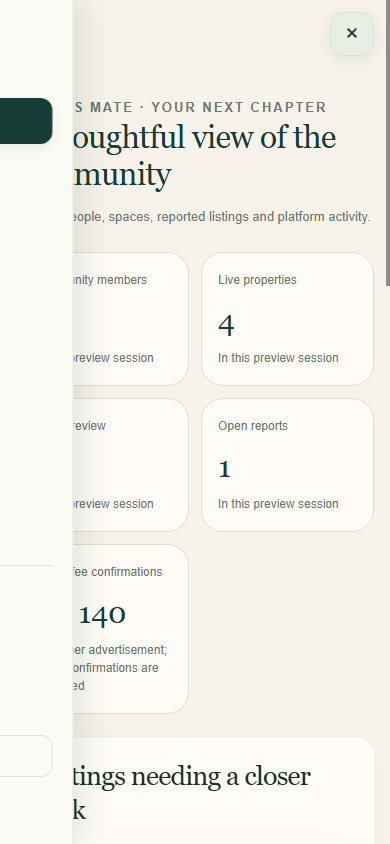 ×
S MATE · YOUR NEXT CHAPTER
oughtful view of the
munity
eople, spaces, reported listings and platform activity.
unity members
preview session
Live properties
4
In this preview session
review
preview session
Open reports
1
In this preview session
fee confirmations
140
per advertisement;
onfirmations are
ed
tings needing a closer
k